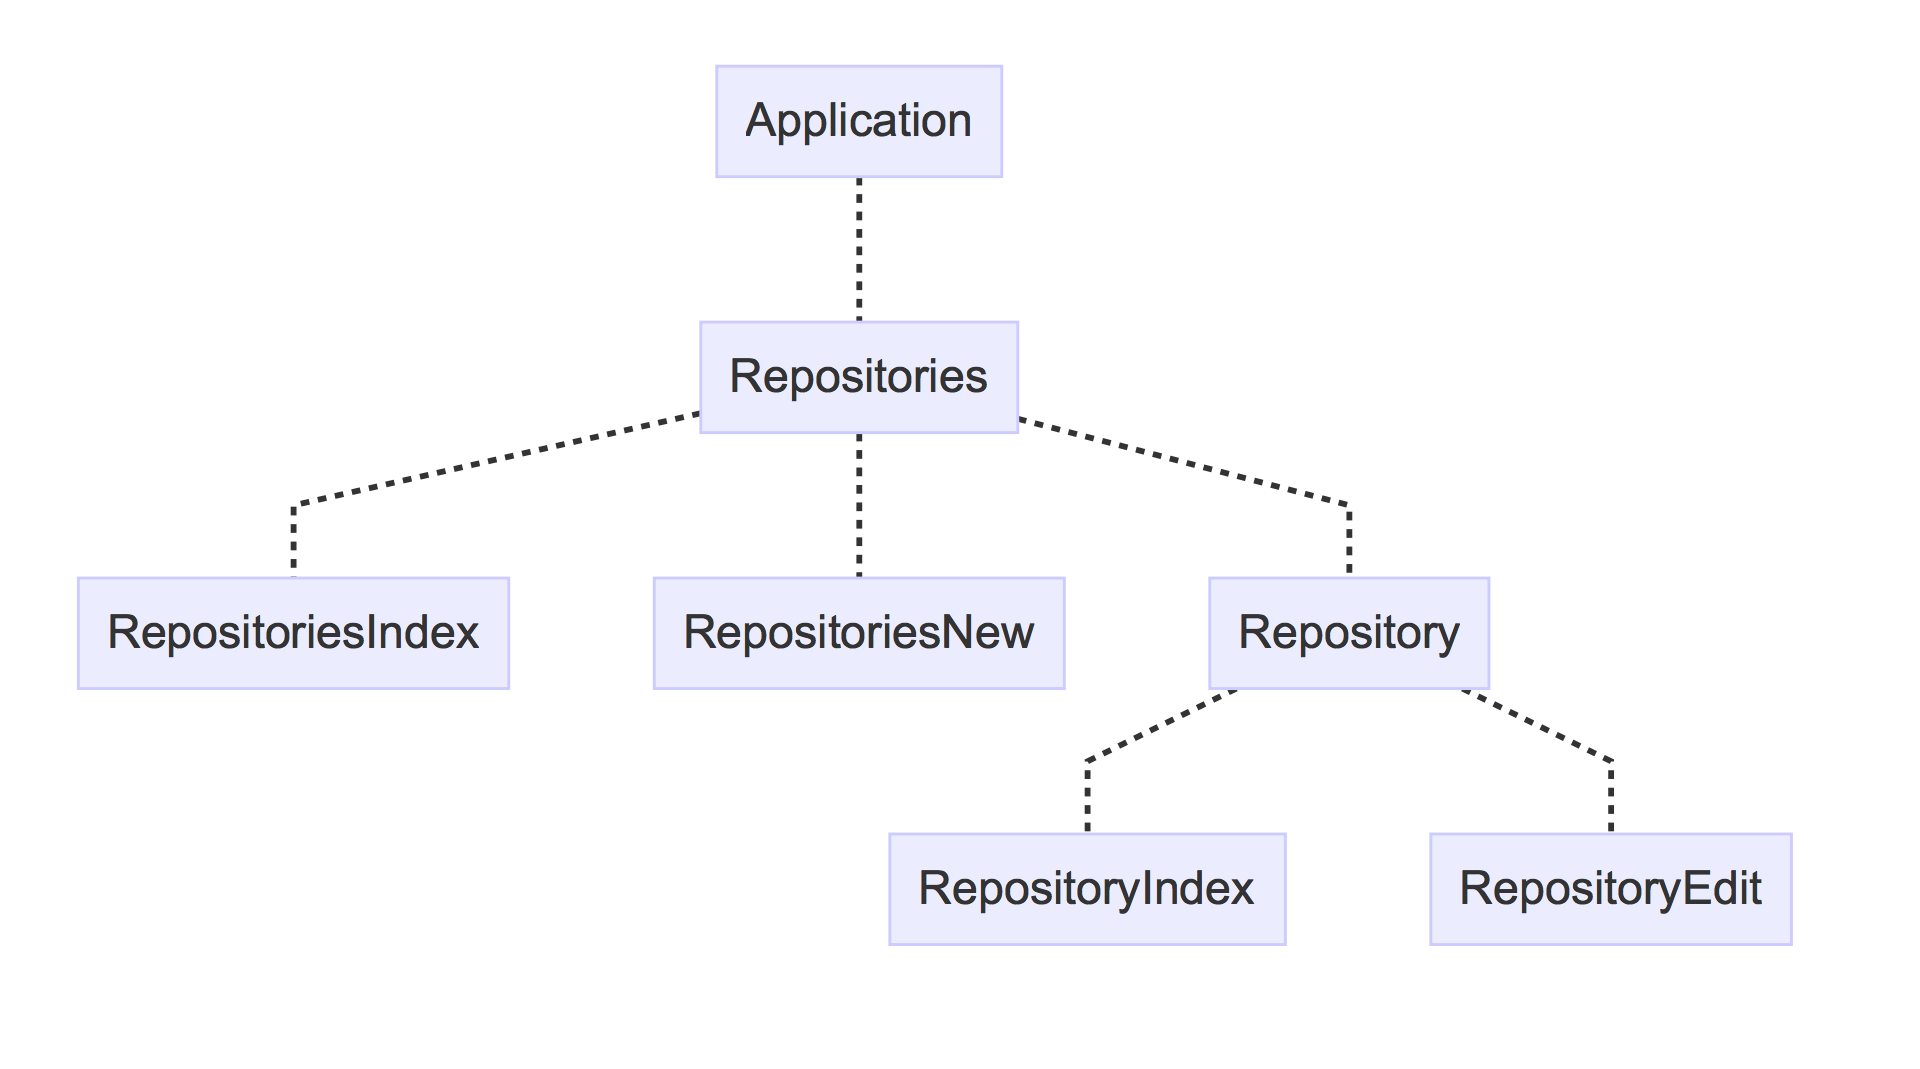 Application
Repositories
RepositoriesIndex
RepositoriesNew
Repository
RepositoryIndex
RepositoryEdit